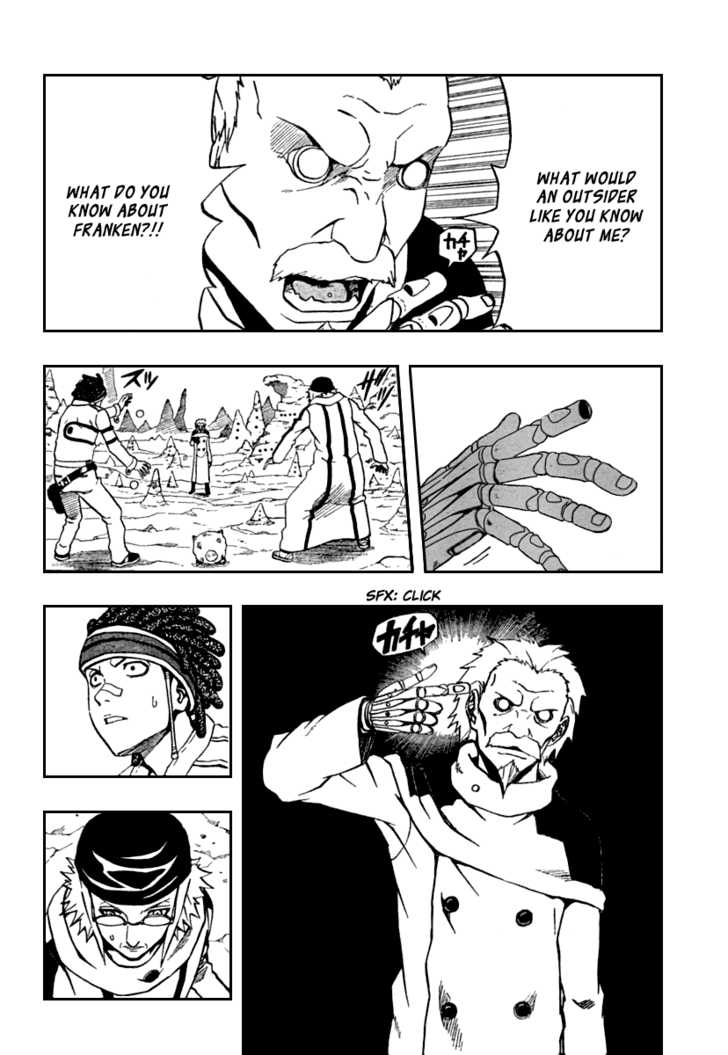 WHAT WOULD
AN OUTSIDER
LIKE YOU KNOW
ABOUT ME?
カチャ
WHAT DO YOU
KNOW ABOUT
FRANKEN?!!
ズッ
SFX: CLICK
カチャ